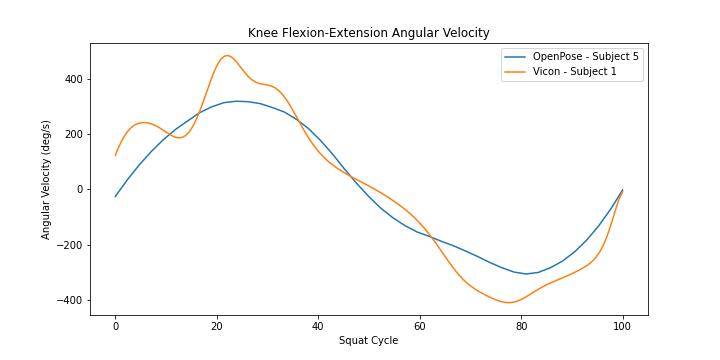 Knee Flexion-Extension Angular Velocity
OpenPose - Subject 5
Vicon - Subject 1
Angular Velocity (deg/s)
400
200
0
−200
−400
0
20
40
60
80
100
Squat Cycle